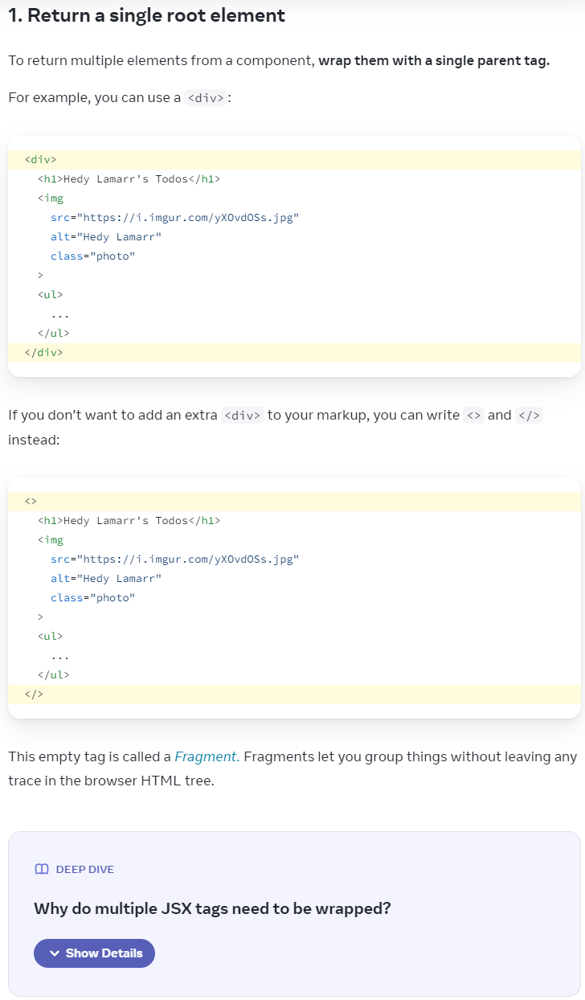 1. Return a single root element
To return multiple elements from a component, wrap them with a single parent tag.
For example, you can use a <div>:
<div>
  <h1>Hedy Lamarr's Todos</h1>
  <img
    src="https://i.imgur.com/yXOvdOSs.jpg"
    alt="Hedy Lamarr"
    class="photo"
  >
  <ul>
    ...
  </ul>
</div>
If you don’t want to add an extra <div> to your markup, you can write <> and </>
instead:
<>
  <h1>Hedy Lamarr's Todos</h1>
  <img
    src="https://i.imgur.com/yXOvdOSs.jpg"
    alt="Hedy Lamarr"
    class="photo"
  >
  <ul>
    ...
  </ul>
</>
This empty tag is called a Fragment. Fragments let you group things without leaving any
trace in the browser HTML tree.
DEEP DIVE
Why do multiple JSX tags need to be wrapped?
Show Details